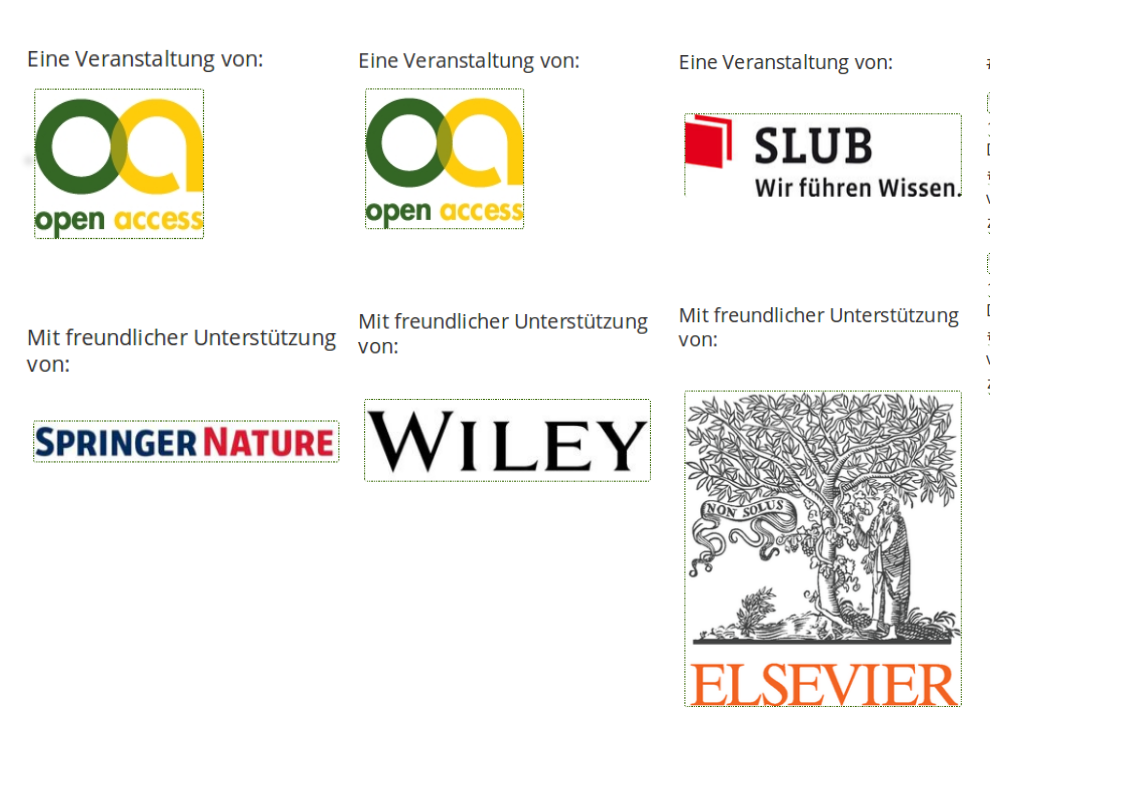 Eine Veranstaltung von:
open access
Mit freundlicher Unterstützung
von:
SPRINGER NATURE
Eine Veranstaltung von:
open access
Mit freundlicher Unterstützung
von:
WILEY
Eine Veranstaltung von:
SLUB
Wir führen Wissen.
Mit freundlicher Unterstützung
von:
NON SOLUS
ELSEVIER